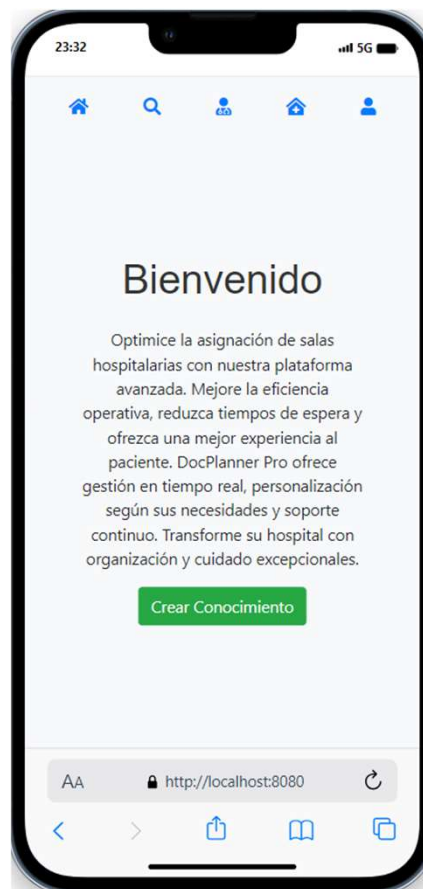 23:32
5G
Bienvenido
Optimice la asignación de salas
hospitalarias con nuestra plataforma
avanzada. Mejore la eficiencia
operativa, reduzca tiempos de espera y
ofrezca una mejor experiencia al
paciente. DocPlanner Pro ofrece
gestión en tiempo real, personalización
según sus necesidades y soporte
continuo. Transforme su hospital con
organización y cuidado excepcionales.
Crear Conocimiento
AA http://localhost:8080